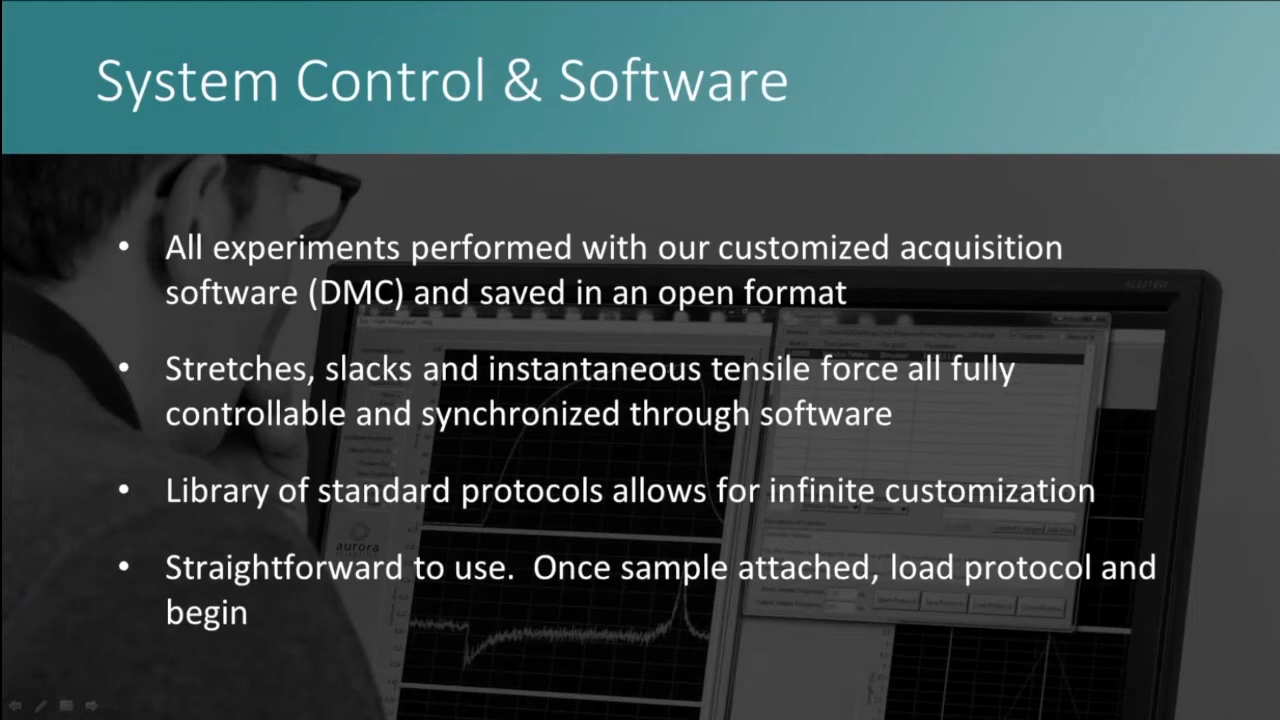 System Control & Software
• All experiments performed with our customized acquisition
software (DMC) and saved in an open format
• Stretches, slacks and instantaneous tensile force all fully
controllable and synchronized through software
• Library of standard protocols allows for infinite customization
aurora
• Straightforward to use.  Once sample attached, load protocol and
begin